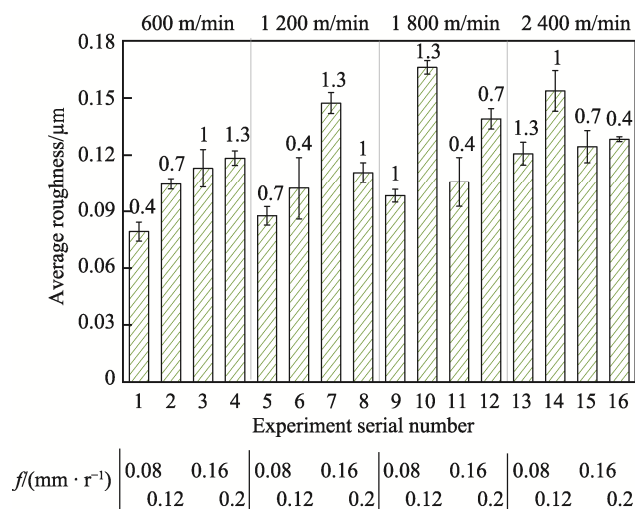 600 m/min 1 200 m/min 1 800 m/min 2 400 m/min
Average roughness/μm
0.18
0.15
0.12
0.09
0.06
0.03
0
0.4 0.7 1 1.3 0.7 0.4 1.3 1 1 1.3 0.4 0.7 1.3 1 0.7 0.4
1 2 3 4 5 6 7 8 9 10 11 12 13 14 15 16
Experiment serial number
f/(mm · r⁻¹)
0.08 0.16 0.08 0.16 0.08 0.16 0.08 0.16
0.12 0.2 0.12 0.2 0.12 0.2 0.12 0.2